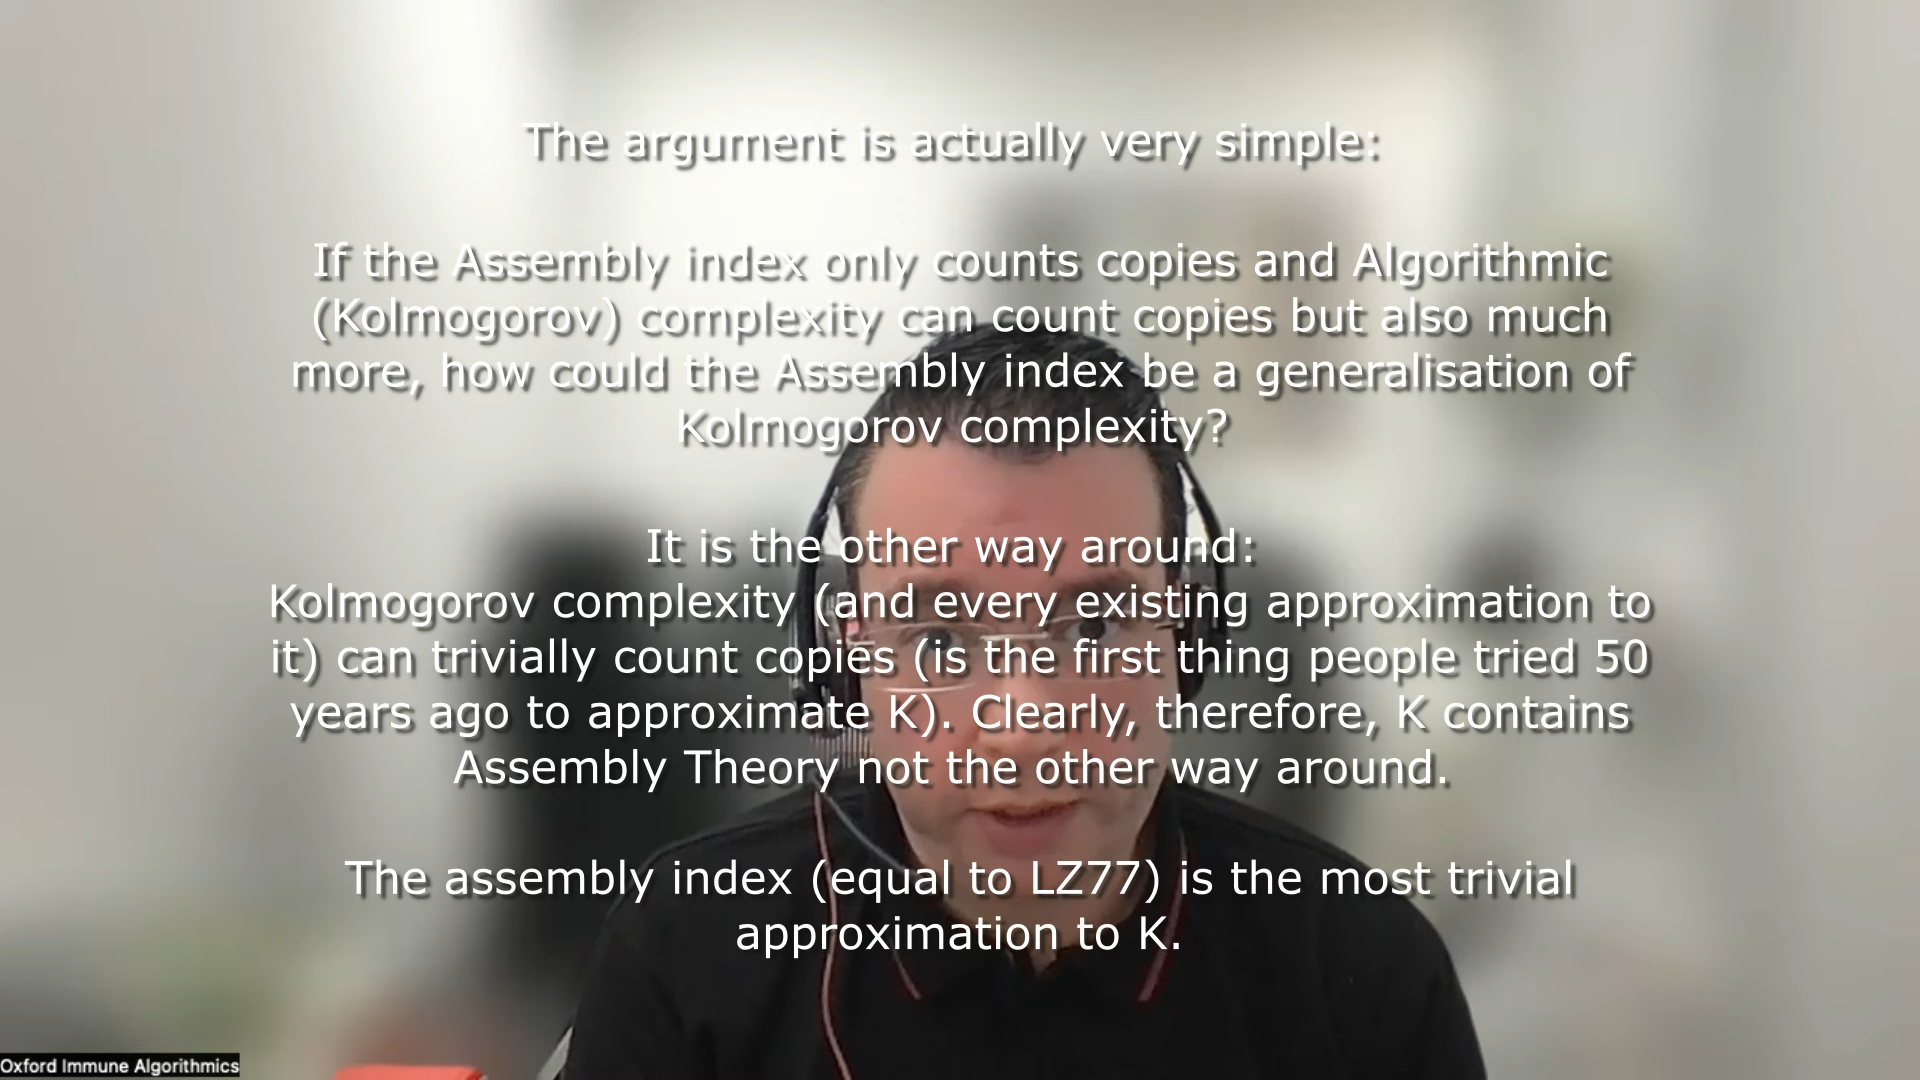 The argument is actually very simple:
If the Assembly index only counts copies and Algorithmic
(Kolmogorov) complexity can count copies but also much
more, how could the Assembly index be a generalisation of
Kolmogorov complexity?
It is the other way around:
Kolmogorov complexity (and every existing approximation to
it) can trivially count copies (is the first thing people tried 50
years ago to approximate K). Clearly, therefore, K contains
Assembly Theory not the other way around.
The assembly index (equal to LZ77) is the most trivial
approximation to K.
Oxford Immune Algorithmics